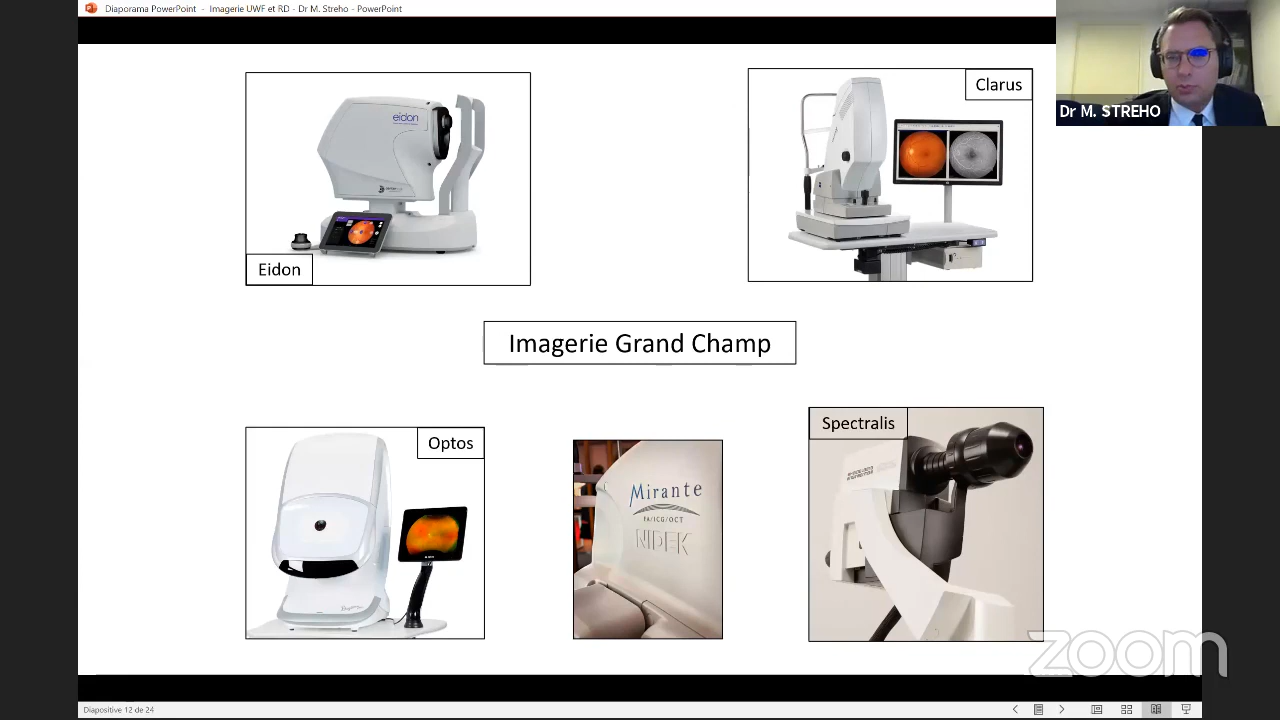 Diaporama PowerPoint - Imagerie UWF et RD - Dr M. Streho - PowerPoint
Dr M. STREHO
eidon
Eidon
Clarus
Imagerie Grand Champ
Optos
Mirante
FA/ICG/OCT
NIDEK
Spectralis
zoom
Diapositive 12 de 24